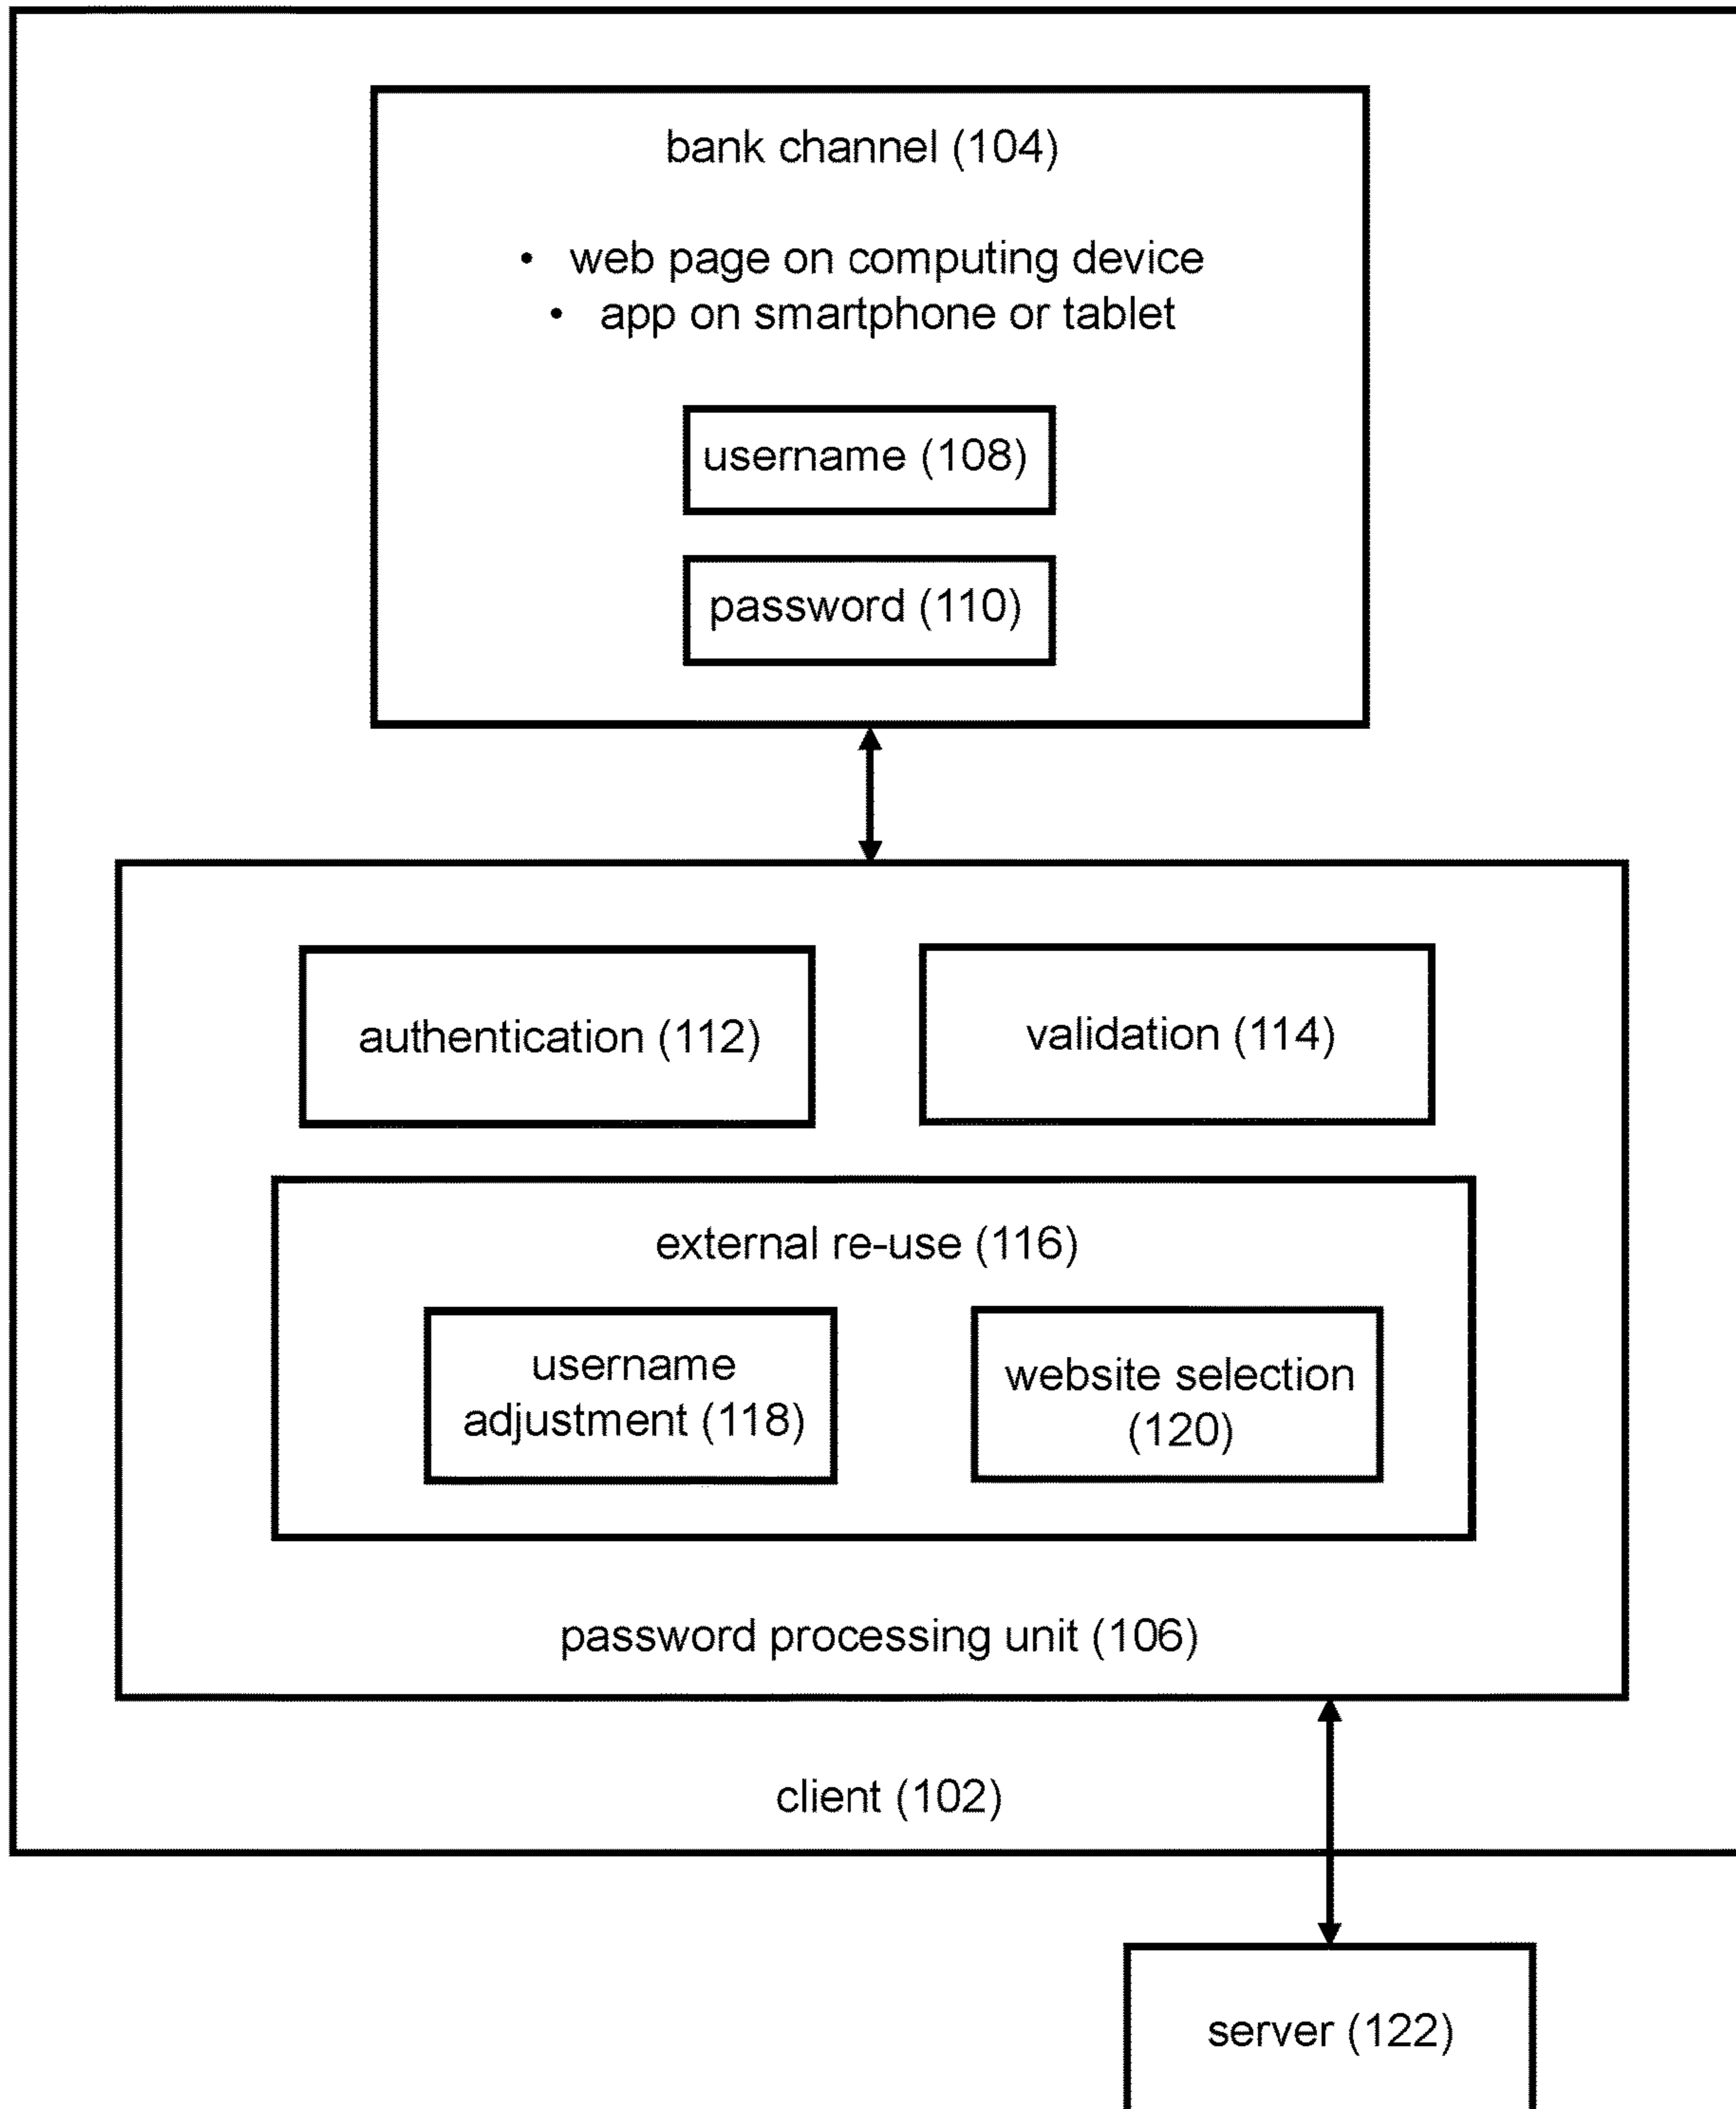 bank channel (104)
• web page on computing device
• app on smartphone or tablet
username (108)
password (110)
authentication (112)
validation (114)
external re-use (116)
username
adjustment (118)
website selection
(120)
password processing unit (106)
client (102)
server (122)